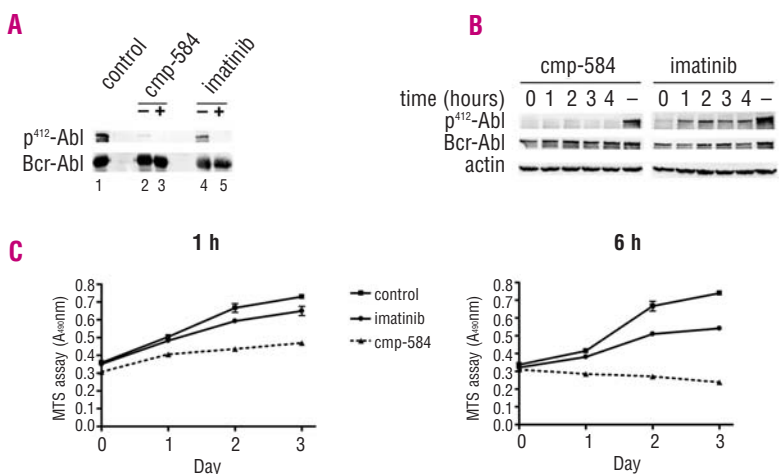 A
control
cmp-584
imatinib
– + – +
p⁴¹²-Abl
Bcr-Abl
1 2 3 4 5
B
cmp-584 imatinib
time (hours) 0 1 2 3 4 – 0 1 2 3 4 –
p⁴¹²-Abl
Bcr-Abl
actin
C
1 h
MTS assay (A₄₉₀nm)
0.8
0.7
0.6
0.5
0.4
0.3
0.2
0.1
0.0
0 1 2 3
Day
control
imatinib
cmp-584
6 h
MTS assay (A₄₉₀nm)
0.8
0.7
0.6
0.5
0.4
0.3
0.2
0.1
0.0
0 1 2 3
Day